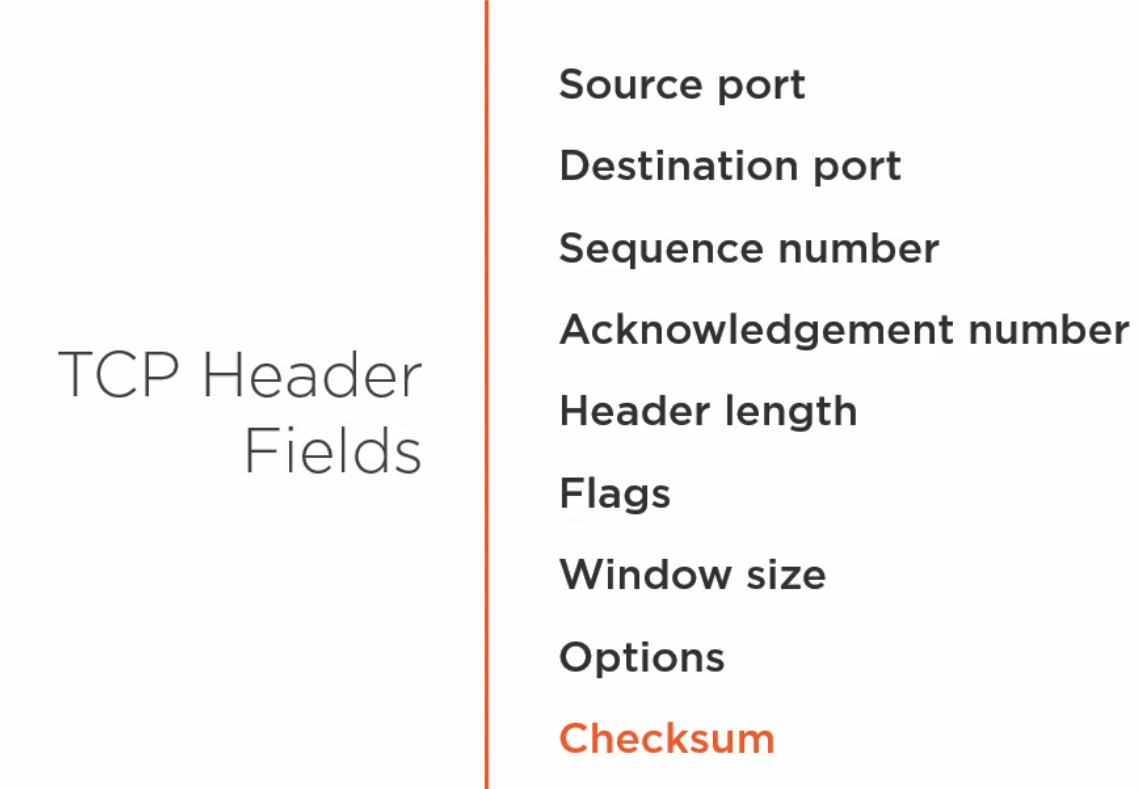 TCP Header
Fields
Source port
Destination port
Sequence number
Acknowledgement number
Header length
Flags
Window size
Options
Checksum